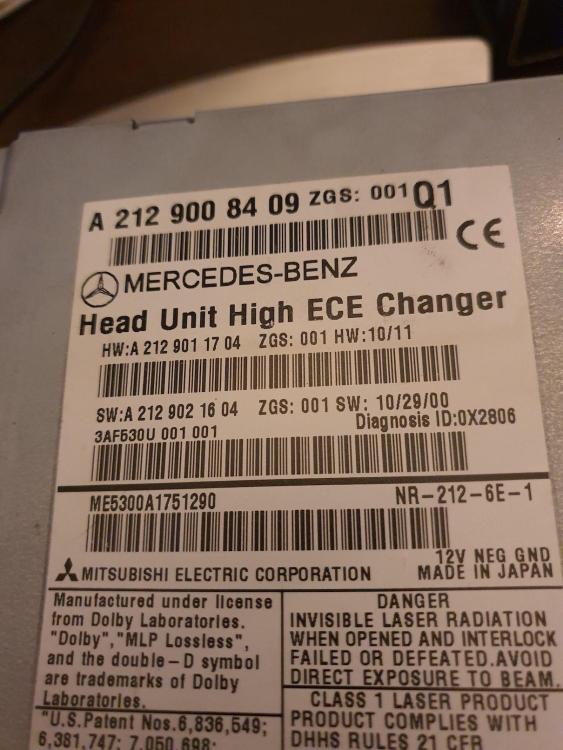 A 212 900 84 09 ZGS: 001 Q1
CE
MERCEDES-BENZ
Head Unit High ECE Changer
HW:A 212 901 17 04 ZGS: 001 HW:10/11
SW:A 212 902 16 04 ZGS: 001 SW: 10/29/00
3AF530U 001 001 Diagnosis ID:0X2806
ME5300A1751290 NR-212-6E-1
12V NEG GND
MITSUBISHI ELECTRIC CORPORATION MADE IN JAPAN
Manufactured under license
from Dolby Laboratories.
"Dolby","MLP Lossless",
and the double-D symbol
are trademarks of Dolby
Laboratories.
"U.S.Patent Nos.6,836,549;
6,381,747; 7,050,698;
DANGER
INVISIBLE LASER RADIATION
WHEN OPENED AND INTERLOCK
FAILED OR DEFEATED.AVOID
DIRECT EXPOSURE TO BEAM.
CLASS 1 LASER PRODUCT
PRODUCT COMPLIES WITH
DHHS RULES 21 CFR